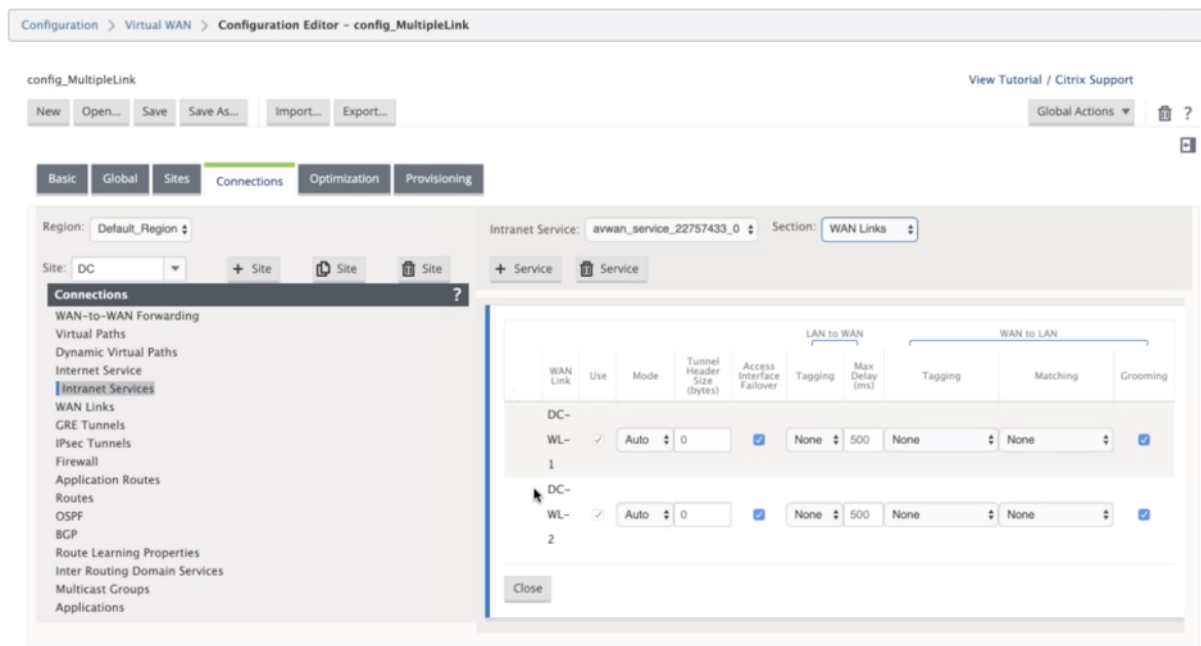 Configuration > Virtual WAN > Configuration Editor - config_MultipleLink
config_MultipleLink
View Tutorial / Citrix Support
New Open... Save Save As... Import... Export... Global Actions ?
Basic Global Sites Connections Optimization Provisioning
Region: Default_Region
Intranet Service: avwan_service_22757433_0 Section: WAN Links
Site: DC + Site Site Site
+ Service Service
Connections ?
WAN-to-WAN Forwarding
Virtual Paths
Dynamic Virtual Paths
Internet Service
Intranet Services
WAN Links
GRE Tunnels
IPsec Tunnels
Firewall
Application Routes
Routes
OSPF
BGP
Route Learning Properties
Inter Routing Domain Services
Multicast Groups
Applications
LAN to WAN WAN to LAN
WAN Link Use Mode Tunnel Header Size (bytes) Access Interface Failover Tagging Max Delay (ms) Tagging Matching Grooming
DC-
WL- Auto 0 None 500 None None
1
DC-
WL- Auto 0 None 500 None None
2
Close